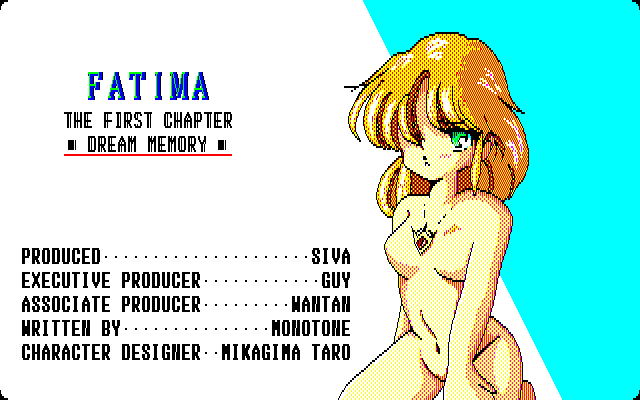 FATIMA
THE FIRST CHAPTER
■ DREAM MEMORY ■
PRODUCED····················SIVA
EXECUTIVE PRODUCER···········GUY
ASSOCIATE PRODUCER········WANTAN
WRITTEN BY··············MONOTONE
CHARACTER DESIGNER··MIKAGIMA TARO